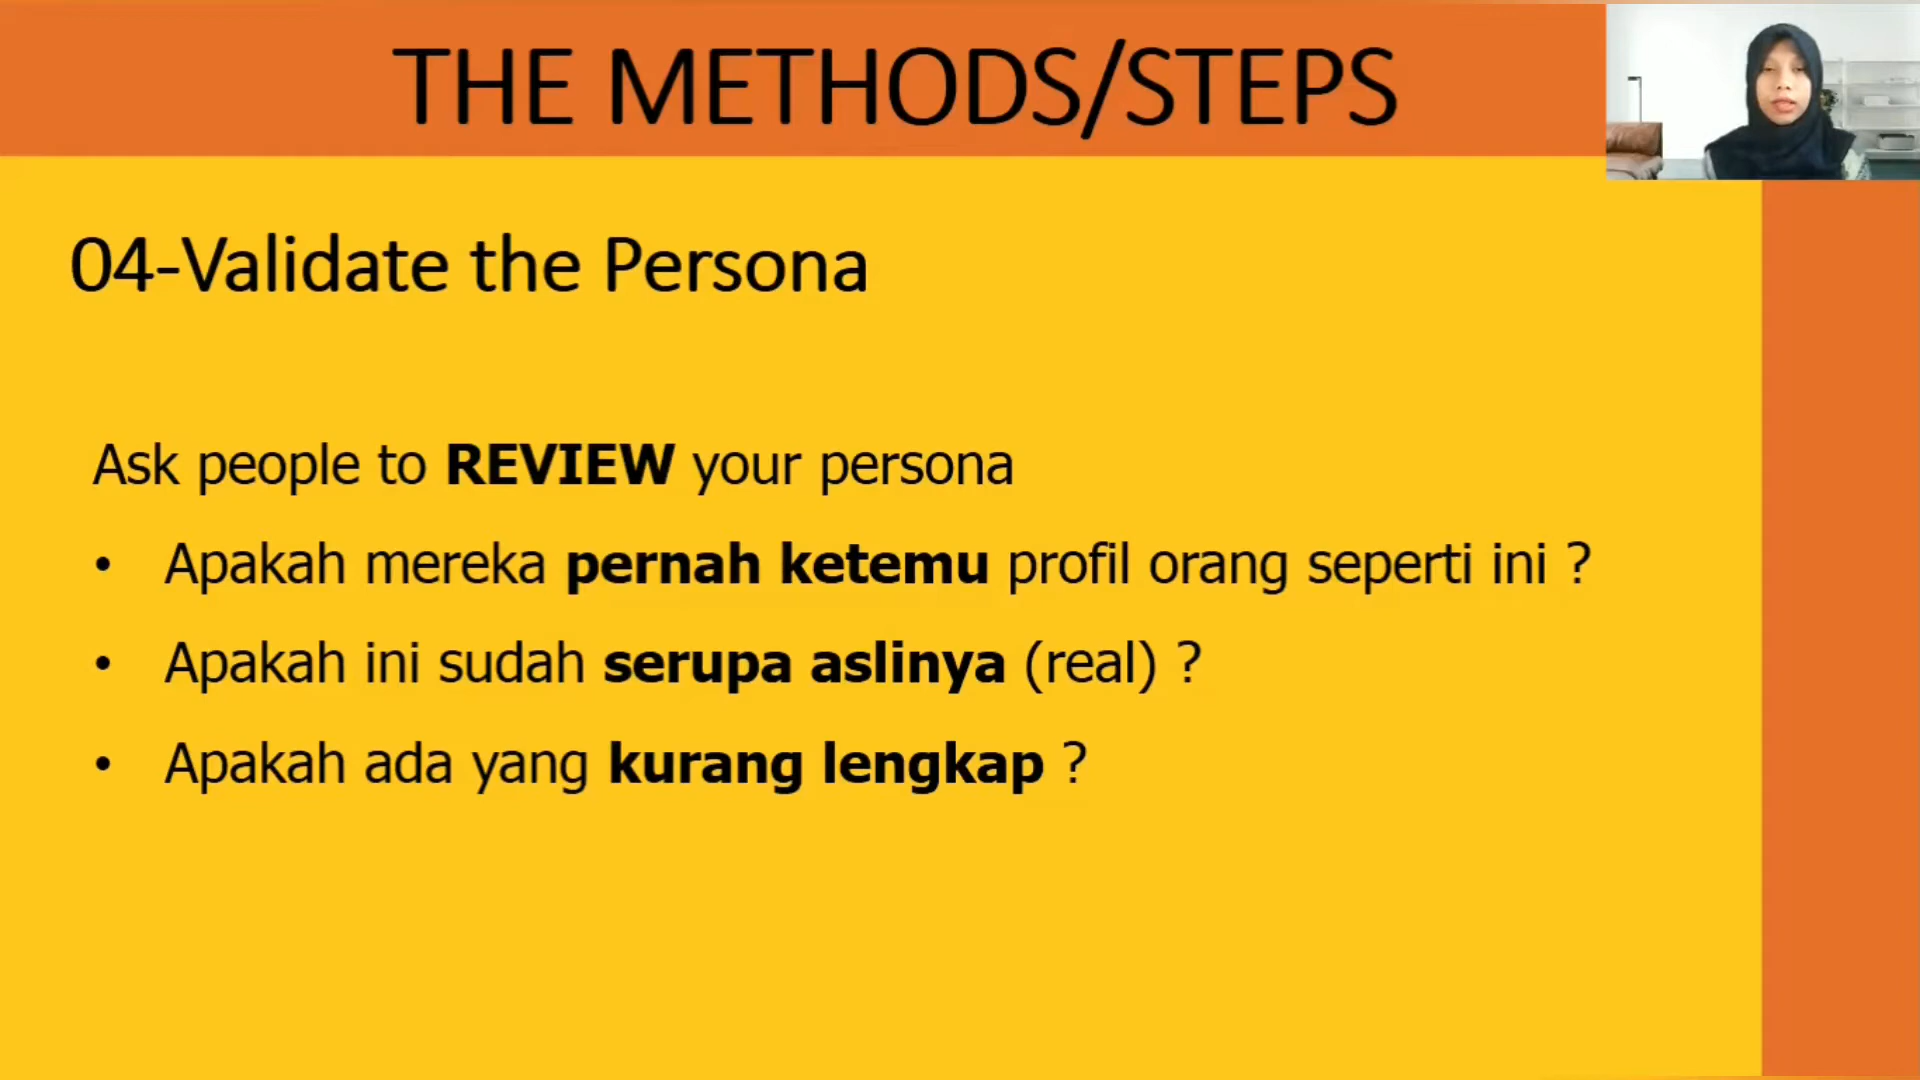 THE METHODS/STEPS
04-Validate the Persona
Ask people to REVIEW your persona
• Apakah mereka pernah ketemu profil orang seperti ini ?
• Apakah ini sudah serupa aslinya (real) ?
• Apakah ada yang kurang lengkap ?